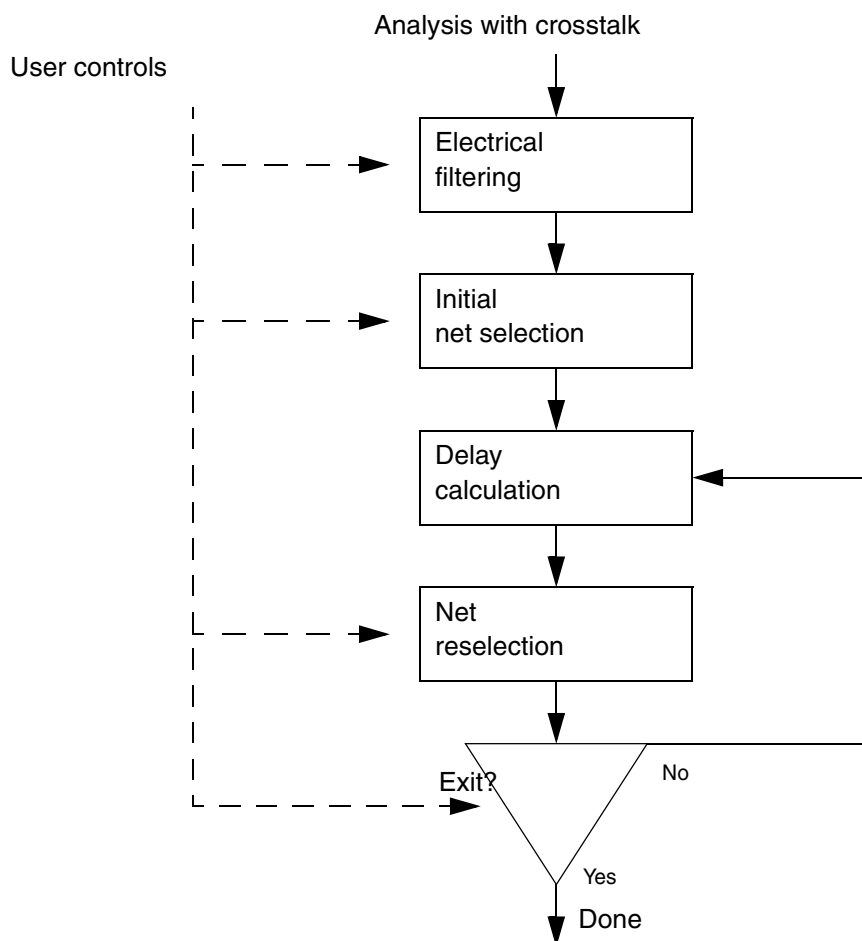 Analysis with crosstalk
User controls
Electrical
filtering
Initial
net selection
Delay
calculation
Net
reselection
Exit?
No
Yes
Done